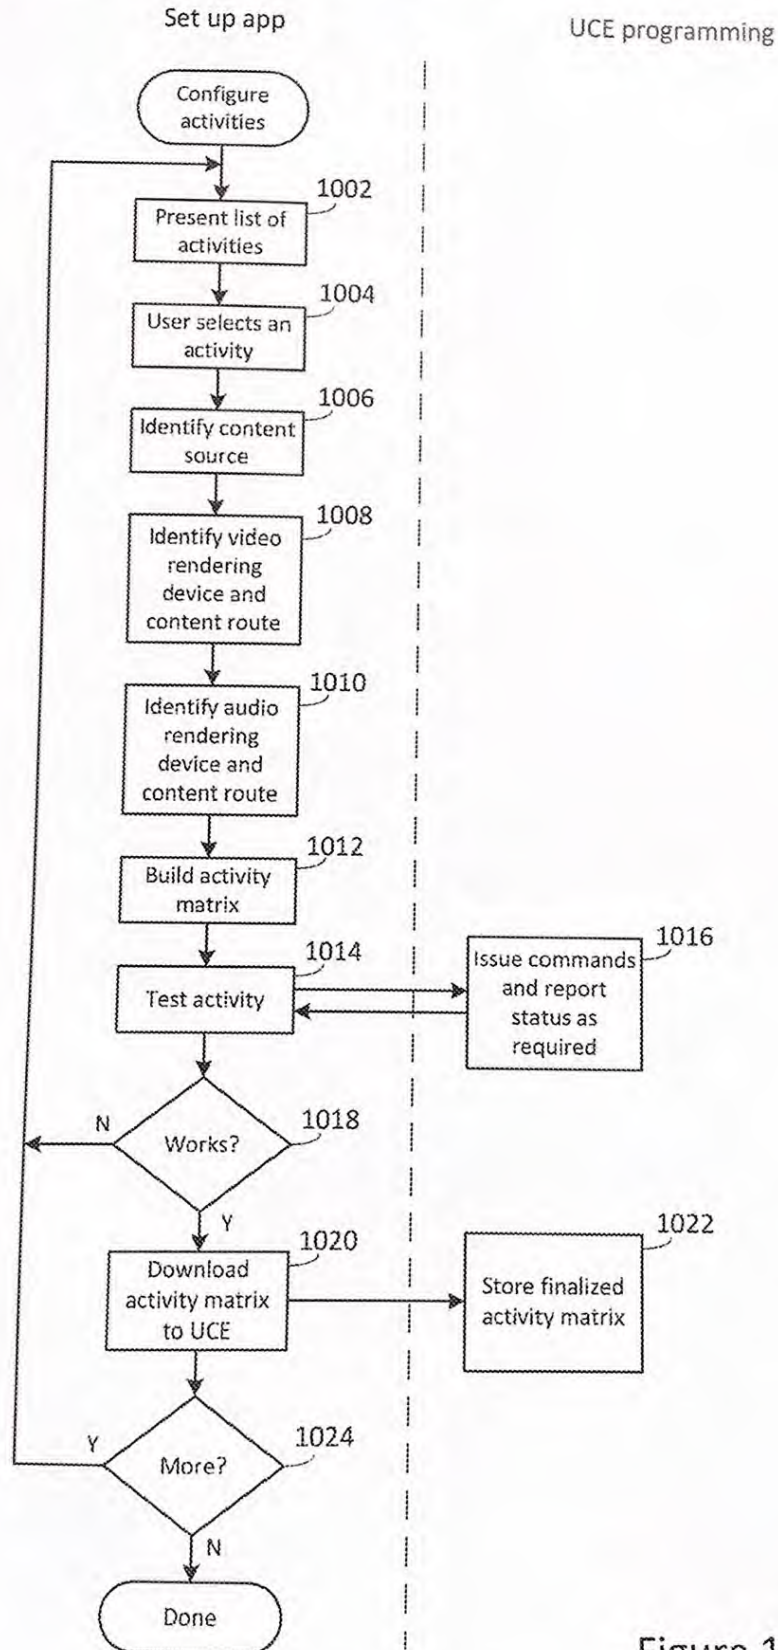 Set up app
UCE programming
Configure
activities
1002
Present list of
activities
1004
User selects an
activity
1006
Identify content
source
1008
Identify video
rendering
device and
content route
1010
Identify audio
rendering
device and
content route
1012
Build activity
matrix
1014
Test activity
1016
Issue commands
and report
status as
required
N
Works?
1018
Y
1020
Download
activity matrix
to UCE
1022
Store finalized
activity matrix
Y
More?
1024
N
Done